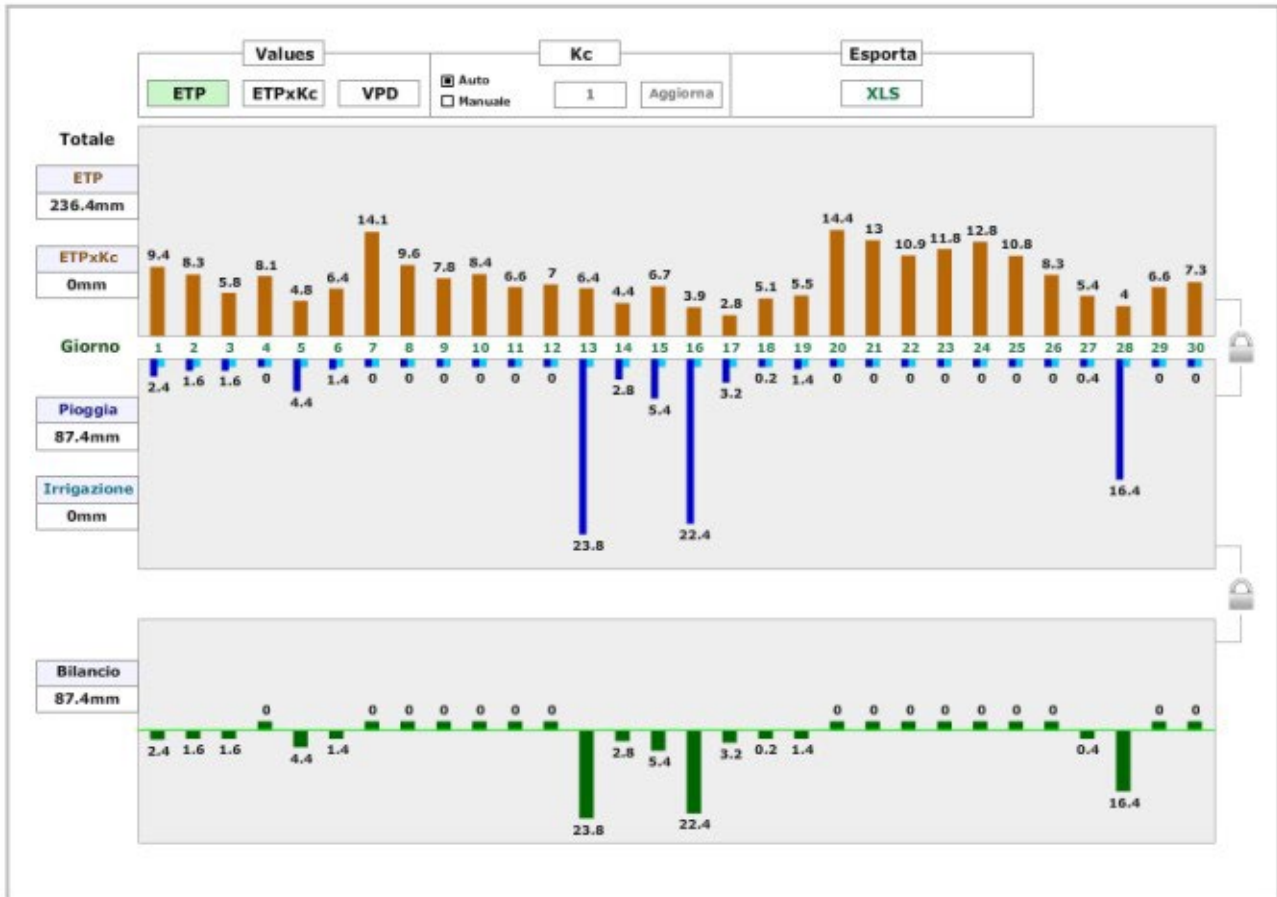 Values Kc Esporta
ETP ETPxKc VPD Auto Manuale 1 Aggiorna XLS
Totale
ETP
236.4mm
ETPxKc
0mm
9.4 8.3 5.8 8.1 4.8 6.4 14.1 9.6 7.8 8.4 6.6 7 6.4 4.4 6.7 3.9 2.8 5.1 5.5 14.4 13 10.9 11.8 12.8 10.8 8.3 5.4 4 6.6 7.3
Giorno 1 2 3 4 5 6 7 8 9 10 11 12 13 14 15 16 17 18 19 20 21 22 23 24 25 26 27 28 29 30
2.4 1.6 1.6 0 4.4 1.4 0 0 0 0 0 0 23.8 2.8 5.4 22.4 3.2 0.2 1.4 0 0 0 0 0 0 0 0.4 16.4 0 0
Pioggia
87.4mm
Irrigazione
0mm
Bilancio
87.4mm
2.4 1.6 1.6 0 4.4 1.4 0 0 0 0 0 0 23.8 2.8 5.4 22.4 3.2 0.2 1.4 0 0 0 0 0 0 0 0.4 16.4 0 0